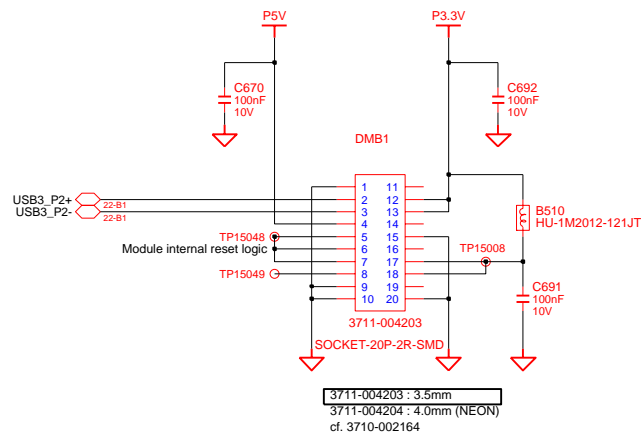 P5V
P3.3V
C670
100nF
10V
C692
100nF
10V
DMB1
USB3_P2+
22-B1
USB3_P2-
22-B1
1 11
2 12
3 13
4 14
5 15
6 16
7 17
8 18
9 19
10 20
TP15048
Module internal reset logic
TP15049
TP15008
B510
HU-1M2012-121JT
C691
100nF
10V
3711-004203
SOCKET-20P-2R-SMD
3711-004203 : 3.5mm
3711-004204 : 4.0mm (NEON)
cf. 3710-002164